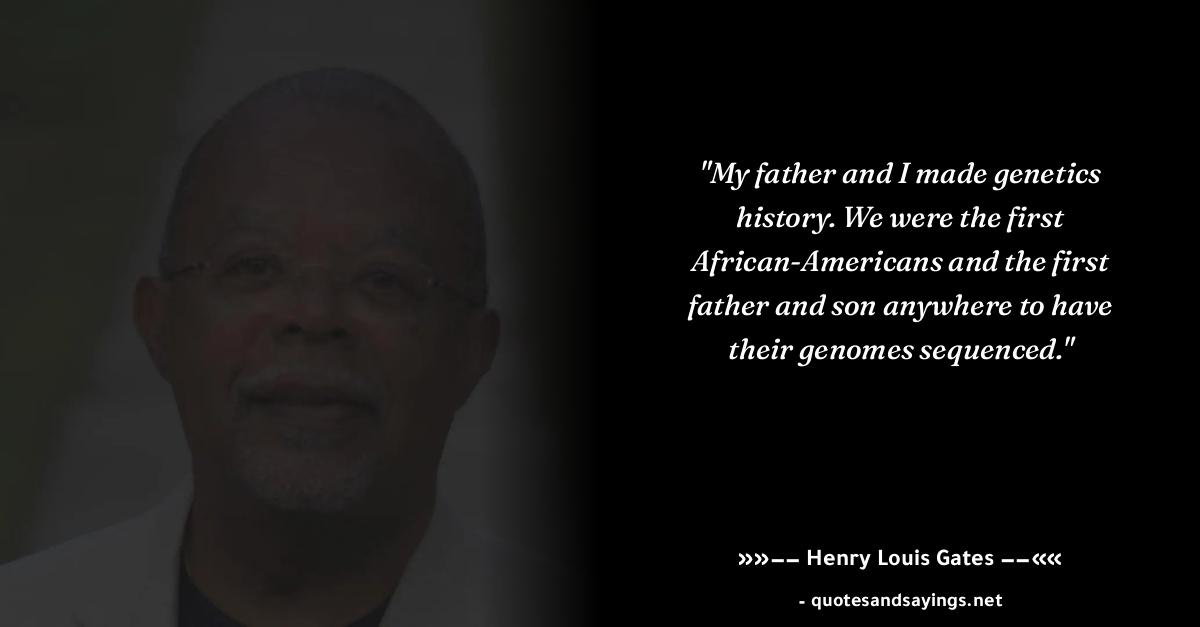 "My father and I made genetics
history. We were the first
African-Americans and the first
father and son anywhere to have
their genomes sequenced."
»»−− Henry Louis Gates −−««
- quotesandsayings.net